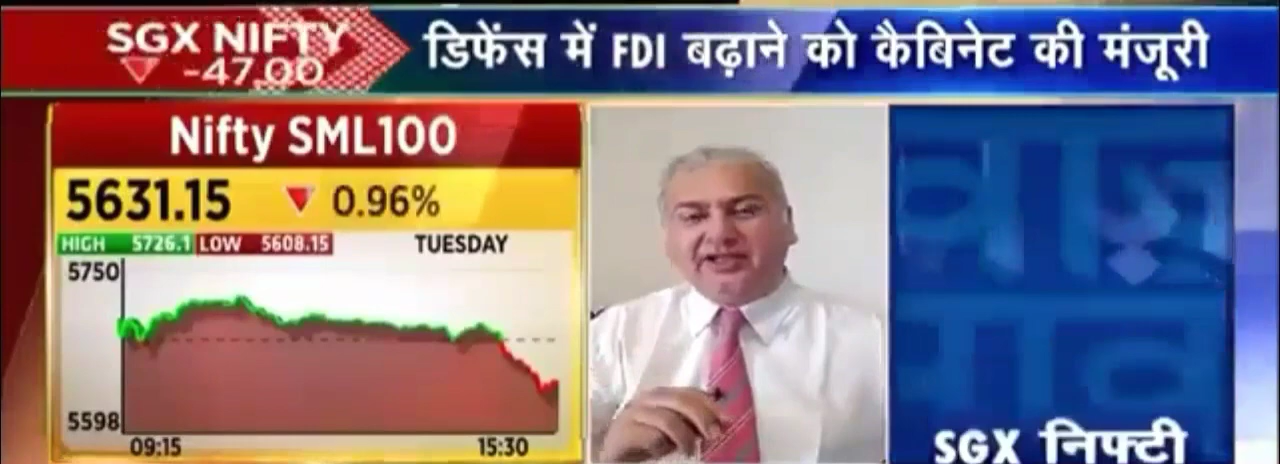 SGX NIFTY
-47.00
डिफेंस में FDI बढ़ाने को कैबिनेट की मंजूरी
Nifty SML100
5631.15 0.96%
HIGH 5726.1 LOW 5608.15 TUESDAY
5750
5598
09:15 15:30
SGX निफ्टी